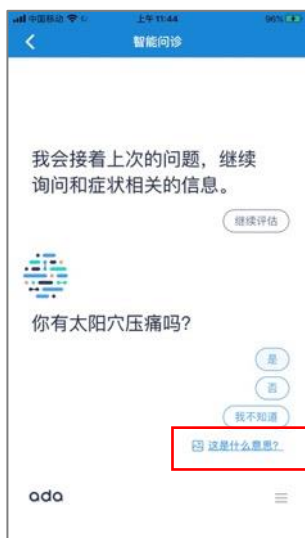 中国移动
上午11:44
96%
智能问诊
我会接着上次的问题，继续
询问和症状相关的信息。
继续评估
你有太阳穴压痛吗?
是
否
我不知道
这是什么意思?
ada